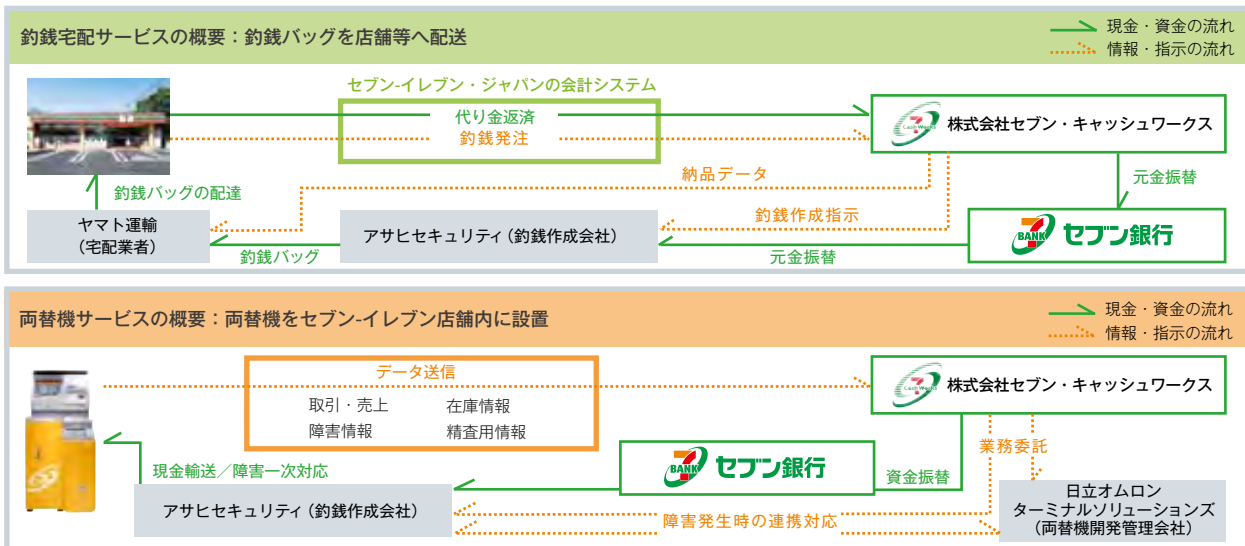 釣銭宅配サービスの概要：釣銭バッグを店舗等へ配送
現金・資金の流れ
情報・指示の流れ
セブン-イレブン・ジャパンの会計システム
代り金返済
釣銭発注
Cash Works
株式会社セブン・キャッシュワークス
納品データ
元金振替
釣銭バッグの配達
釣銭作成指示
ヤマト運輸
（宅配業者）
アサヒセキュリティ（釣銭作成会社）
7
BANK
セブン銀行
釣銭バッグ
元金振替
両替機サービスの概要：両替機をセブン-イレブン店舗内に設置
現金・資金の流れ
情報・指示の流れ
データ送信
取引・売上
在庫情報
障害情報
精査用情報
Cash Works
株式会社セブン・キャッシュワークス
業務委託
現金輸送／障害一次対応
7
BANK
セブン銀行
資金振替
アサヒセキュリティ（釣銭作成会社）
障害発生時の連携対応
日立オムロン
ターミナルソリューションズ
（両替機開発管理会社）